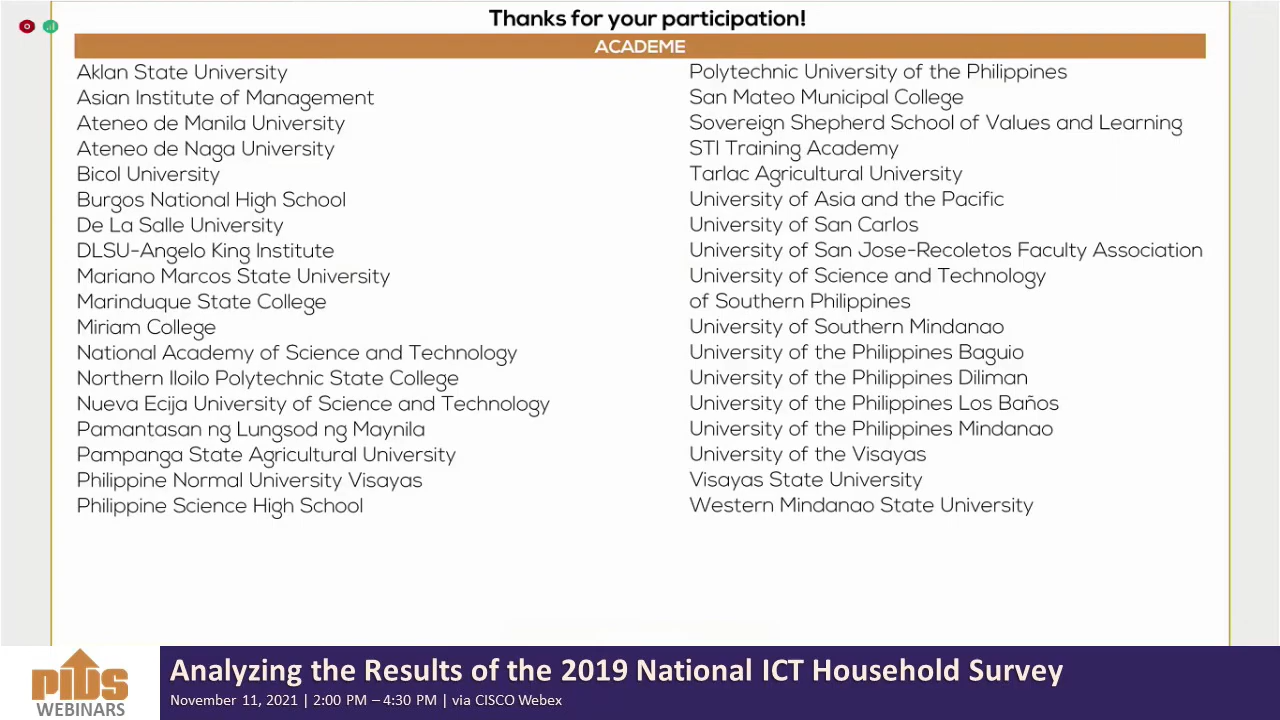 Thanks for your participation!
ACADEME
Aklan State University
Asian Institute of Management
Ateneo de Manila University
Ateneo de Naga University
Bicol University
Burgos National High School
De La Salle University
DLSU-Angelo King Institute
Mariano Marcos State University
Marinduque State College
Miriam College
National Academy of Science and Technology
Northern Iloilo Polytechnic State College
Nueva Ecija University of Science and Technology
Pamantasan ng Lungsod ng Maynila
Pampanga State Agricultural University
Philippine Normal University Visayas
Philippine Science High School
Polytechnic University of the Philippines
San Mateo Municipal College
Sovereign Shepherd School of Values and Learning
STI Training Academy
Tarlac Agricultural University
University of Asia and the Pacific
University of San Carlos
University of San Jose-Recoletos Faculty Association
University of Science and Technology
of Southern Philippines
University of Southern Mindanao
University of the Philippines Baguio
University of the Philippines Diliman
University of the Philippines Los Baños
University of the Philippines Mindanao
University of the Visayas
Visayas State University
Western Mindanao State University
PIDS
WEBINARS
Analyzing the Results of the 2019 National ICT Household Survey
November 11, 2021 | 2:00 PM – 4:30 PM | via CISCO Webex